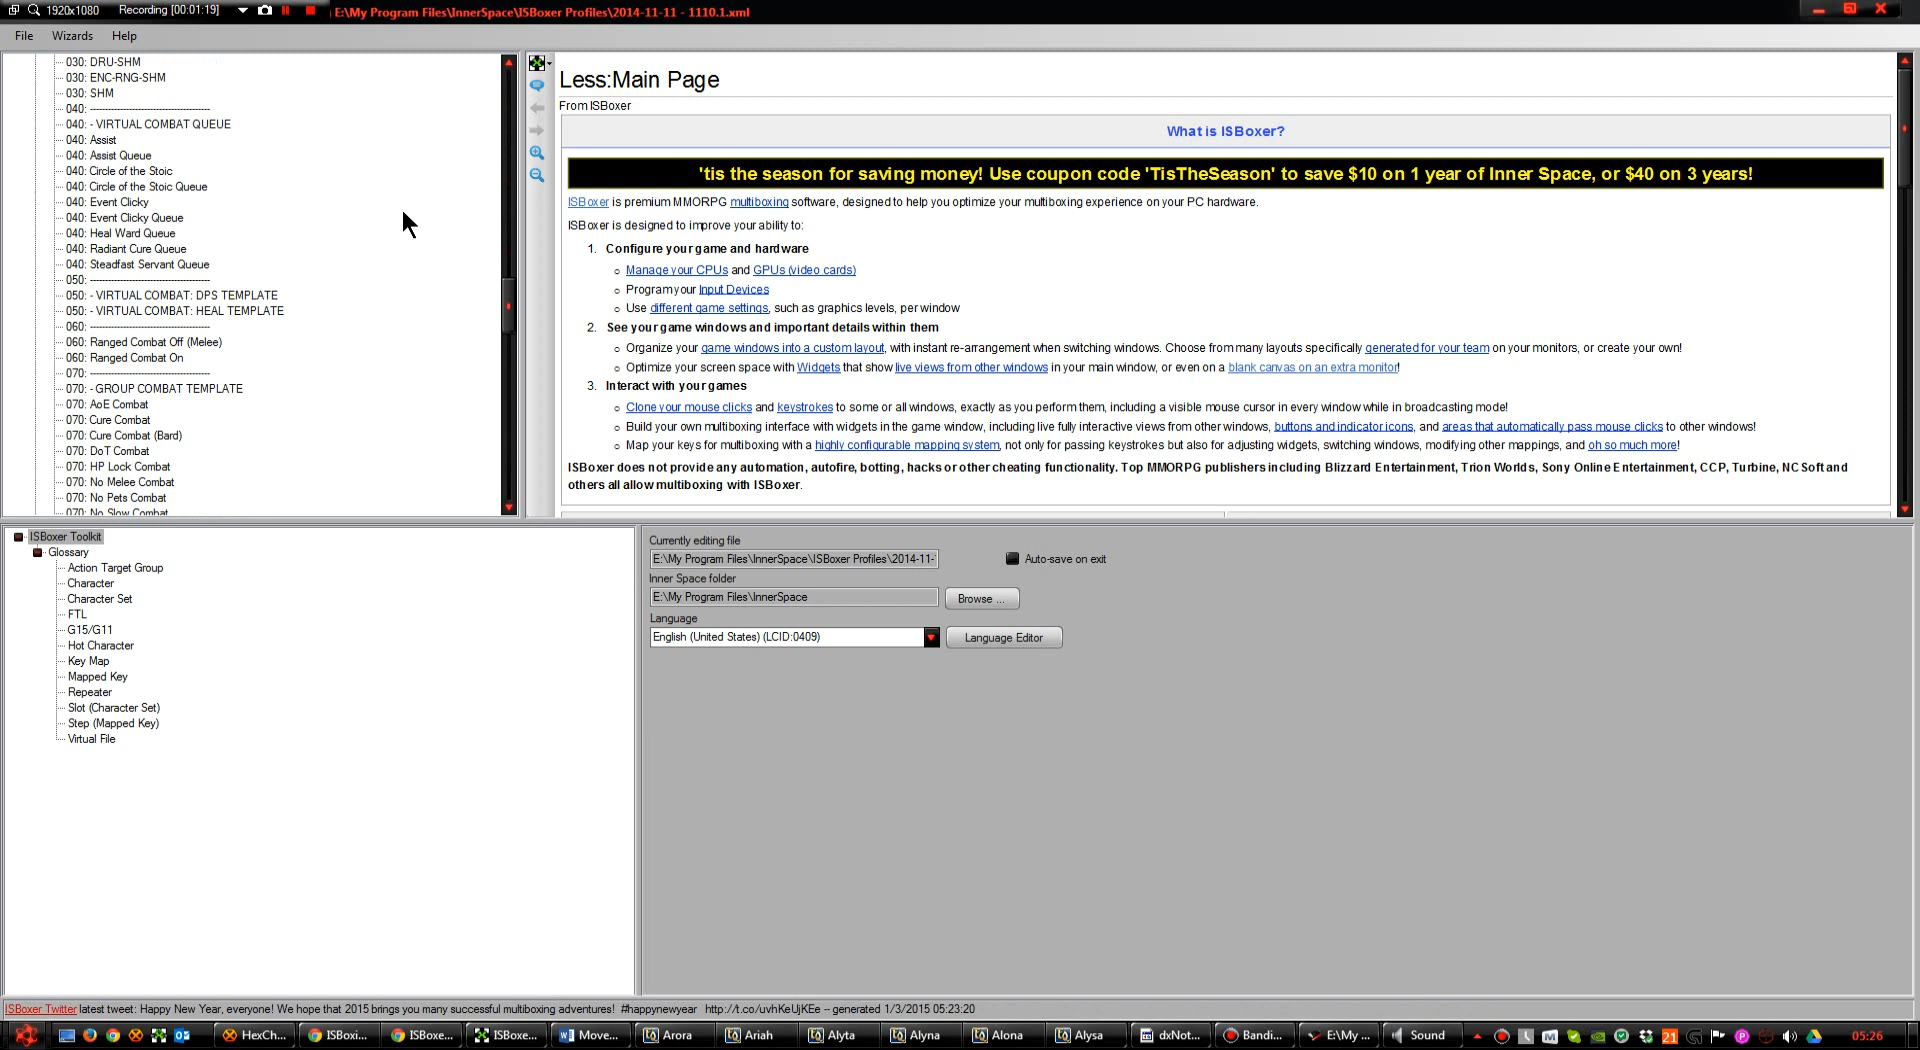 1920x1080 Recording [00:01:19] E:\My Program Files\InnerSpace\ISBoxer Profiles\2014-11-11 - 1110.1.xml
File Wizards Help
030: DRU-SHM
030: ENC-RNG-SHM
030: SHM
040: ----------------------------------------
040: - VIRTUAL COMBAT QUEUE
040: Assist
040: Assist Queue
040: Circle of the Stoic
040: Circle of the Stoic Queue
040: Event Clicky
040: Event Clicky Queue
040: Heal Ward Queue
040: Radiant Cure Queue
040: Steadfast Servant Queue
050: ----------------------------------------
050: - VIRTUAL COMBAT: DPS TEMPLATE
050: - VIRTUAL COMBAT: HEAL TEMPLATE
060: ----------------------------------------
060: Ranged Combat Off (Melee)
060: Ranged Combat On
070: ----------------------------------------
070: - GROUP COMBAT TEMPLATE
070: AoE Combat
070: Cure Combat
070: Cure Combat (Bard)
070: DoT Combat
070: HP Lock Combat
070: No Melee Combat
070: No Pets Combat
070: No Slow Combat
Less:Main Page
From ISBoxer
What is ISBoxer?
'tis the season for saving money! Use coupon code 'TisTheSeason' to save $10 on 1 year of Inner Space, or $40 on 3 years!
ISBoxer is premium MMORPG multiboxing software, designed to help you optimize your multiboxing experience on your PC hardware.
ISBoxer is designed to improve your ability to:
1. Configure your game and hardware
Manage your CPUs and GPUs (video cards)
Program your Input Devices
Use different game settings, such as graphics levels, per window
2. See your game windows and important details within them
Organize your game windows into a custom layout, with instant re-arrangement when switching windows. Choose from many layouts specifically generated for your team on your monitors, or create your own!
Optimize your screen space with Widgets that show live views from other windows in your main window, or even on a blank canvas on an extra monitor!
3. Interact with your games
Clone your mouse clicks and keystrokes to some or all windows, exactly as you perform them, including a visible mouse cursor in every window while in broadcasting mode!
Build your own multiboxing interface with widgets in the game window, including live fully interactive views from other windows, buttons and indicator icons, and areas that automatically pass mouse clicks to other windows!
Map your keys for multiboxing with a highly configurable mapping system, not only for passing keystrokes but also for adjusting widgets, switching windows, modifying other mappings, and oh so much more!
ISBoxer does not provide any automation, autofire, botting, hacks or other cheating functionality. Top MMORPG publishers including Blizzard Entertainment, Trion Worlds, Sony Online Entertainment, CCP, Turbine, NCSoft and
others all allow multiboxing with ISBoxer.
ISBoxer Toolkit
Glossary
Action Target Group
Character
Character Set
FTL
G15/G11
Hot Character
Key Map
Mapped Key
Repeater
Slot (Character Set)
Step (Mapped Key)
Virtual File
Currently editing file
E:\My Program Files\InnerSpace\ISBoxer Profiles\2014-11- Auto-save on exit
Inner Space folder
E:\My Program Files\InnerSpace Browse ...
Language
English (United States) (LCID:0409) Language Editor
ISBoxer Twitter latest tweet: Happy New Year, everyone! We hope that 2015 brings you many successful multiboxing adventures! #happynewyear http://t.co/uvhKeUjKEe -- generated 1/3/2015 05:23:20
HexCh... ISBoxi... ISBoxe... ISBoxe... Move... Arora Ariah Alyta Alyna Alona Alysa dxNot... Bandi... E:\My ... Sound 21 05:26